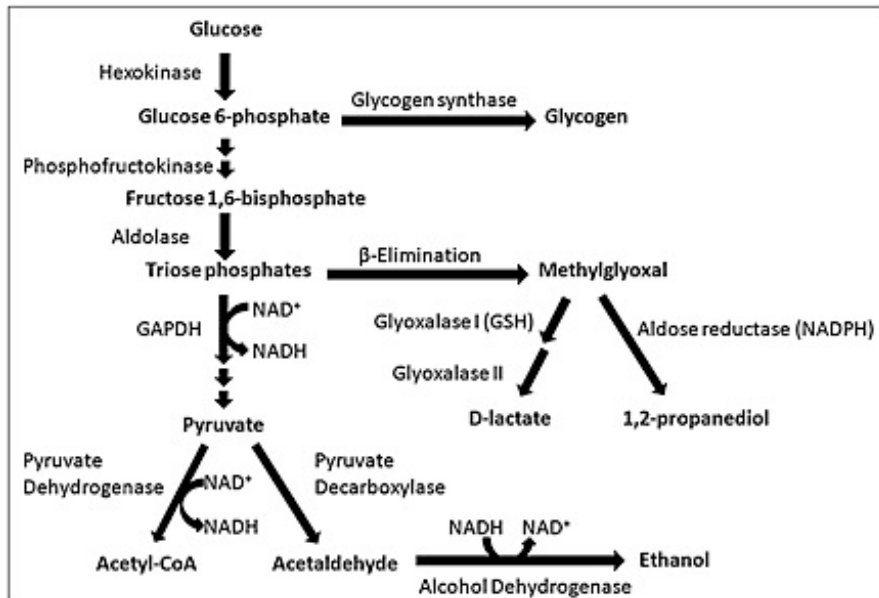 Glucose
Hexokinase
Glycogen synthase
Glucose 6-phosphate
Glycogen
Phosphofructokinase
Fructose 1,6-bisphosphate
Aldolase
β-Elimination
Triose phosphates
Methylglyoxal
NAD⁺
GAPDH
NADH
Glyoxalase I (GSH)
Aldose reductase (NADPH)
Glyoxalase II
D-lactate
1,2-propanediol
Pyruvate
Pyruvate
Dehydrogenase
NAD⁺
NADH
Pyruvate
Decarboxylase
Acetyl-CoA
Acetaldehyde
NADH
NAD⁺
Alcohol Dehydrogenase
Ethanol